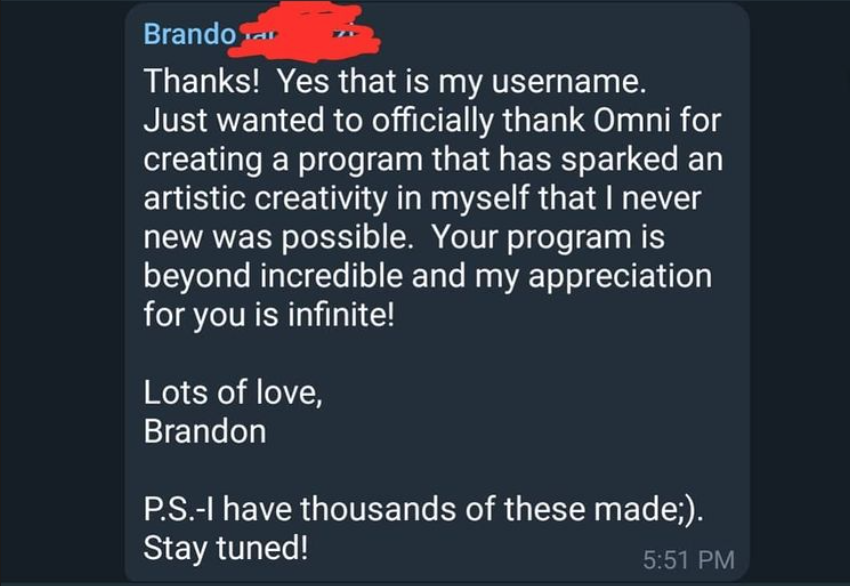 Brando
Thanks!  Yes that is my username.
Just wanted to officially thank Omni for
creating a program that has sparked an
artistic creativity in myself that I never
new was possible.  Your program is
beyond incredible and my appreciation
for you is infinite!
Lots of love,
Brandon
P.S.-I have thousands of these made;).
Stay tuned!
5:51 PM